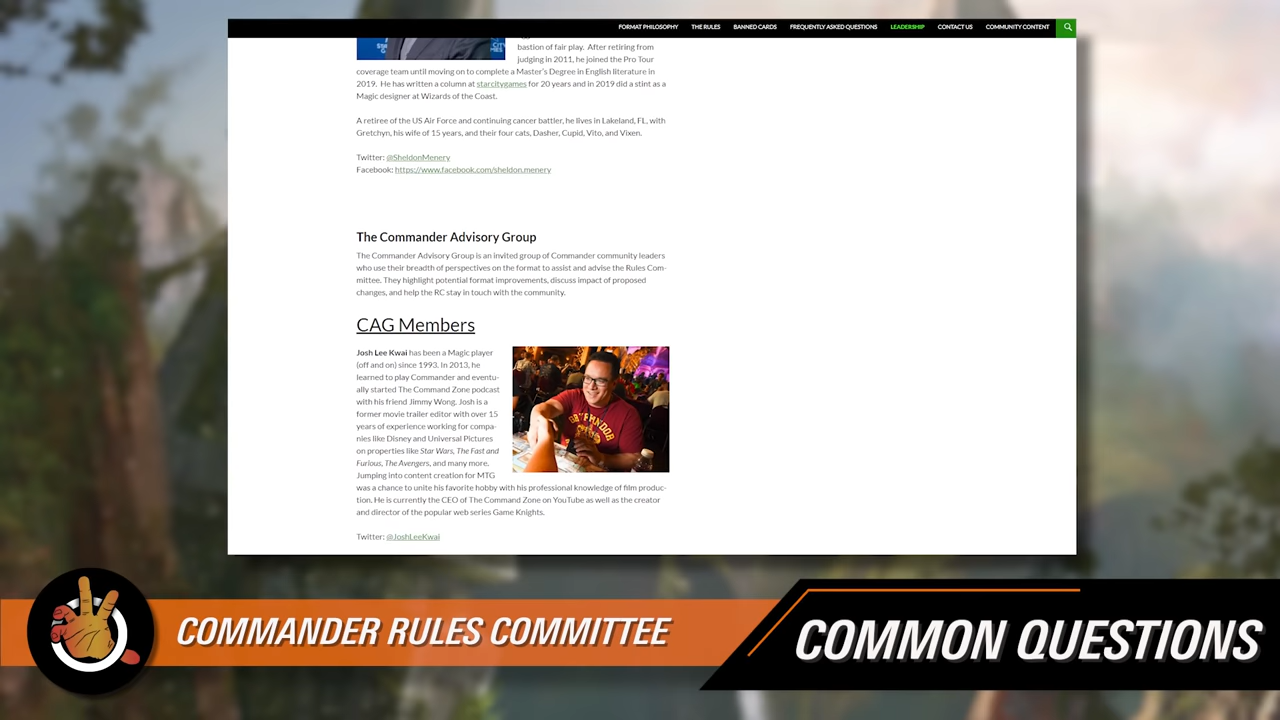 FORMAT PHILOSOPHY THE RULES BANNED CARDS FREQUENTLY ASKED QUESTIONS LEADERSHIP CONTACT US COMMUNITY CONTENT
bastion of fair play. After retiring from
judging in 2011, he joined the Pro Tour
coverage team until moving on to complete a Master's Degree in English literature in
2019. He has written a column at starcitygames for 20 years and in 2019 did a stint as a
Magic designer at Wizards of the Coast.
A retiree of the US Air Force and continuing cancer battler, he lives in Lakeland, FL, with
Gretchyn, his wife of 15 years, and their four cats, Dasher, Cupid, Vito, and Vixen.
Twitter: @SheldonMenery
Facebook: https://www.facebook.com/sheldon.menery
The Commander Advisory Group
The Commander Advisory Group is an invited group of Commander community leaders
who use their breadth of perspectives on the format to assist and advise the Rules Com-
mittee. They highlight potential format improvements, discuss impact of proposed
changes, and help the RC stay in touch with the community.
CAG Members
Josh Lee Kwai has been a Magic player
(off and on) since 1993. In 2013, he
learned to play Commander and eventu-
ally started The Command Zone podcast
with his friend Jimmy Wong. Josh is a
former movie trailer editor with over 15
years of experience working for compa-
nies like Disney and Universal Pictures
on properties like Star Wars, The Fast and
Furious, The Avengers, and many more.
Jumping into content creation for MTG
was a chance to unite his favorite hobby with his professional knowledge of film produc-
tion. He is currently the CEO of The Command Zone on YouTube as well as the creator
and director of the popular web series Game Knights.
Twitter: @JoshLeeKwai
GRYFFINDOR
COMMANDER RULES COMMITTEE
COMMON QUESTIONS